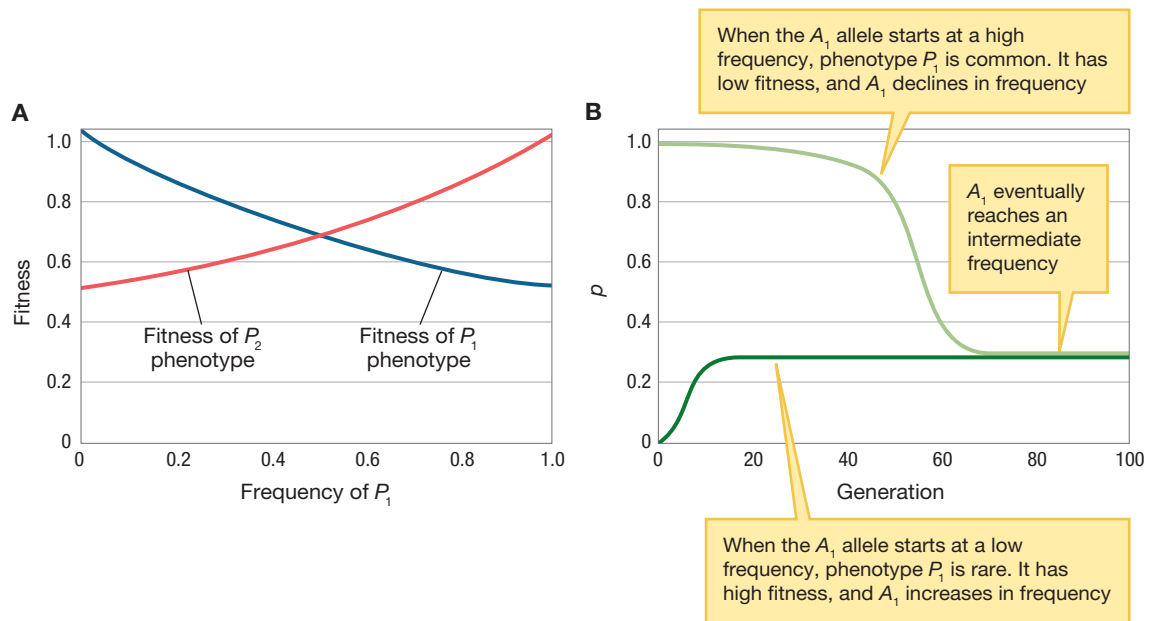 When the A₁ allele starts at a high
frequency, phenotype P₁ is common. It has
low fitness, and A₁ declines in frequency
A
1.0
0.8
0.6
0.4
0.2
0
Fitness
Fitness of P₂
phenotype
Fitness of P₁
phenotype
0
0.2
0.4
0.6
0.8
1.0
Frequency of P₁
B
1.0
0.8
0.6
0.4
0.2
0
p
A₁ eventually
reaches an
intermediate
frequency
0
20
40
60
80
100
Generation
When the A₁ allele starts at a low
frequency, phenotype P₁ is rare. It has
high fitness, and A₁ increases in frequency